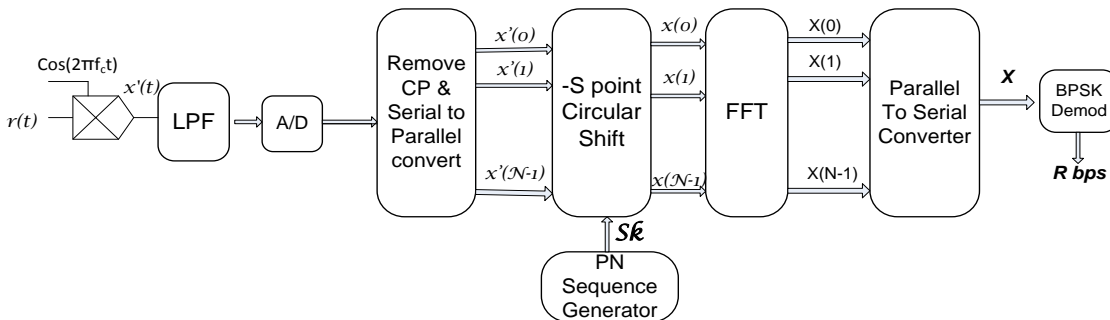 Cos(2πf_ct)
r(t)
x'(t)
LPF
A/D
Remove
CP &
Serial to
Parallel
convert
x'(0)
x'(1)
x'(N-1)
-S point
Circular
Shift
Sk
PN
Sequence
Generator
x(0)
x(1)
x(N-1)
FFT
X(0)
X(1)
X(N-1)
Parallel
To Serial
Converter
X
BPSK
Demod
R bps